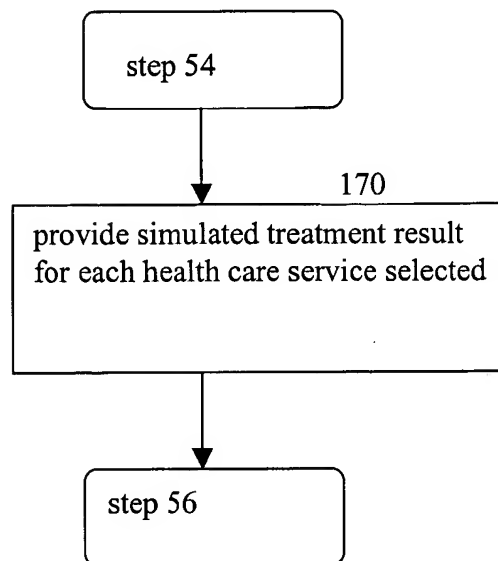 step 54
170
provide simulated treatment result
for each health care service selected
step 56